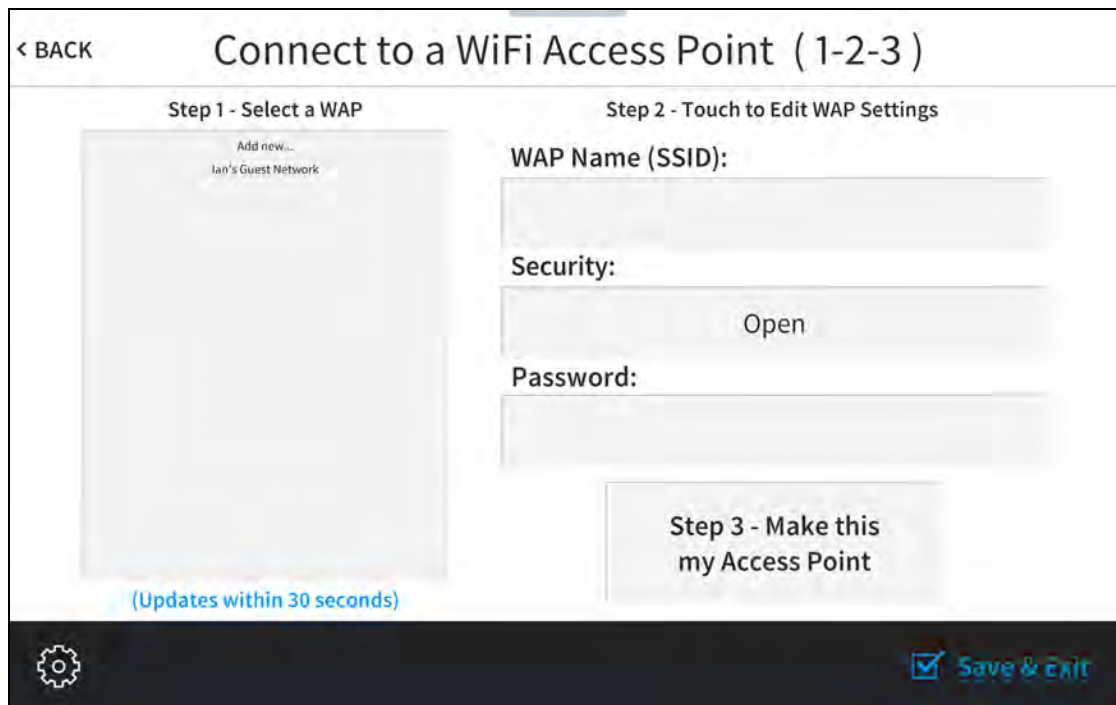 < BACK
Connect to a WiFi Access Point ( 1-2-3 )
Step 1 - Select a WAP
Add new...
Ian's Guest Network
(Updates within 30 seconds)
Step 2 - Touch to Edit WAP Settings
WAP Name (SSID):
Security:
Open
Password:
Step 3 - Make this
my Access Point
Save & Exit